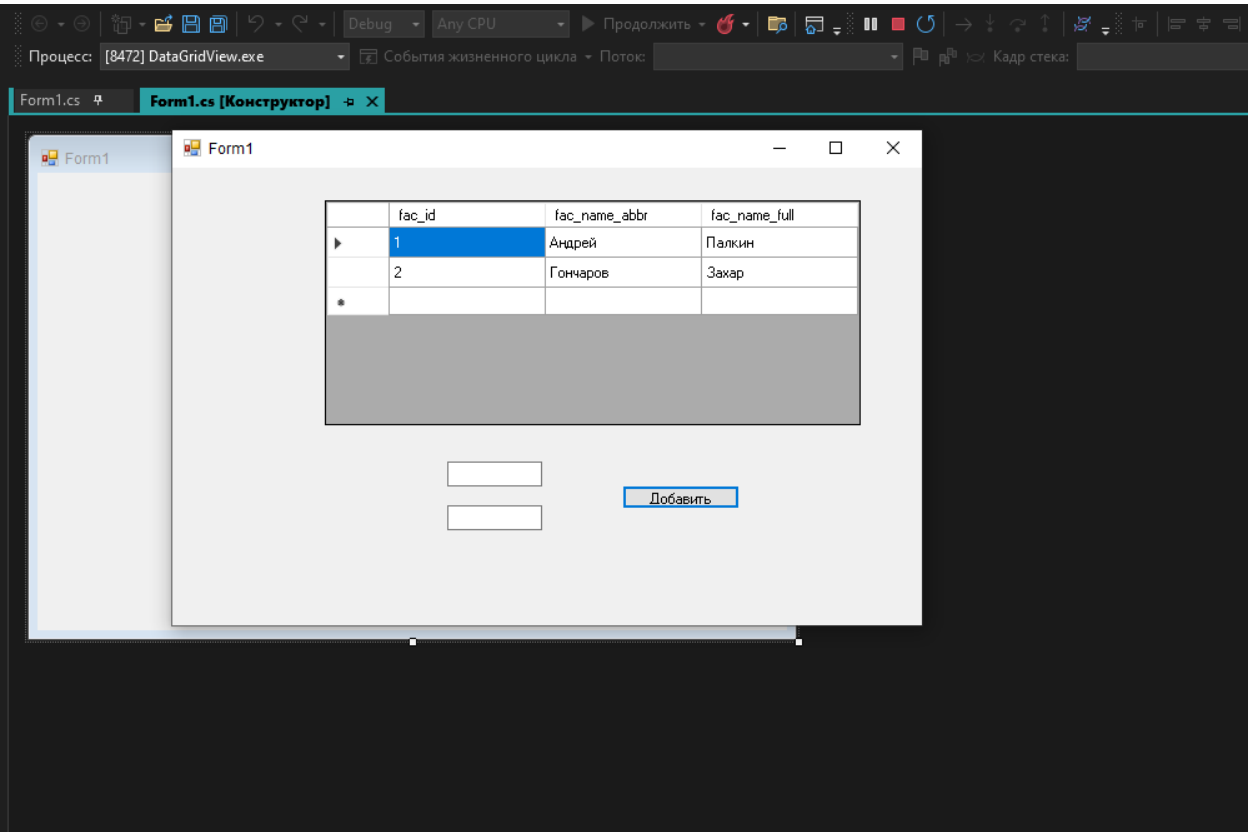 Debug Any CPU Продолжить
Процесс: [8472] DataGridView.exe События жизненного цикла Поток: Кадр стека:
Form1.cs Form1.cs [Конструктор]
Form1
Form1
fac_id fac_name_abbr fac_name_full
1 Андрей Палкин
2 Гончаров Захар
Добавить